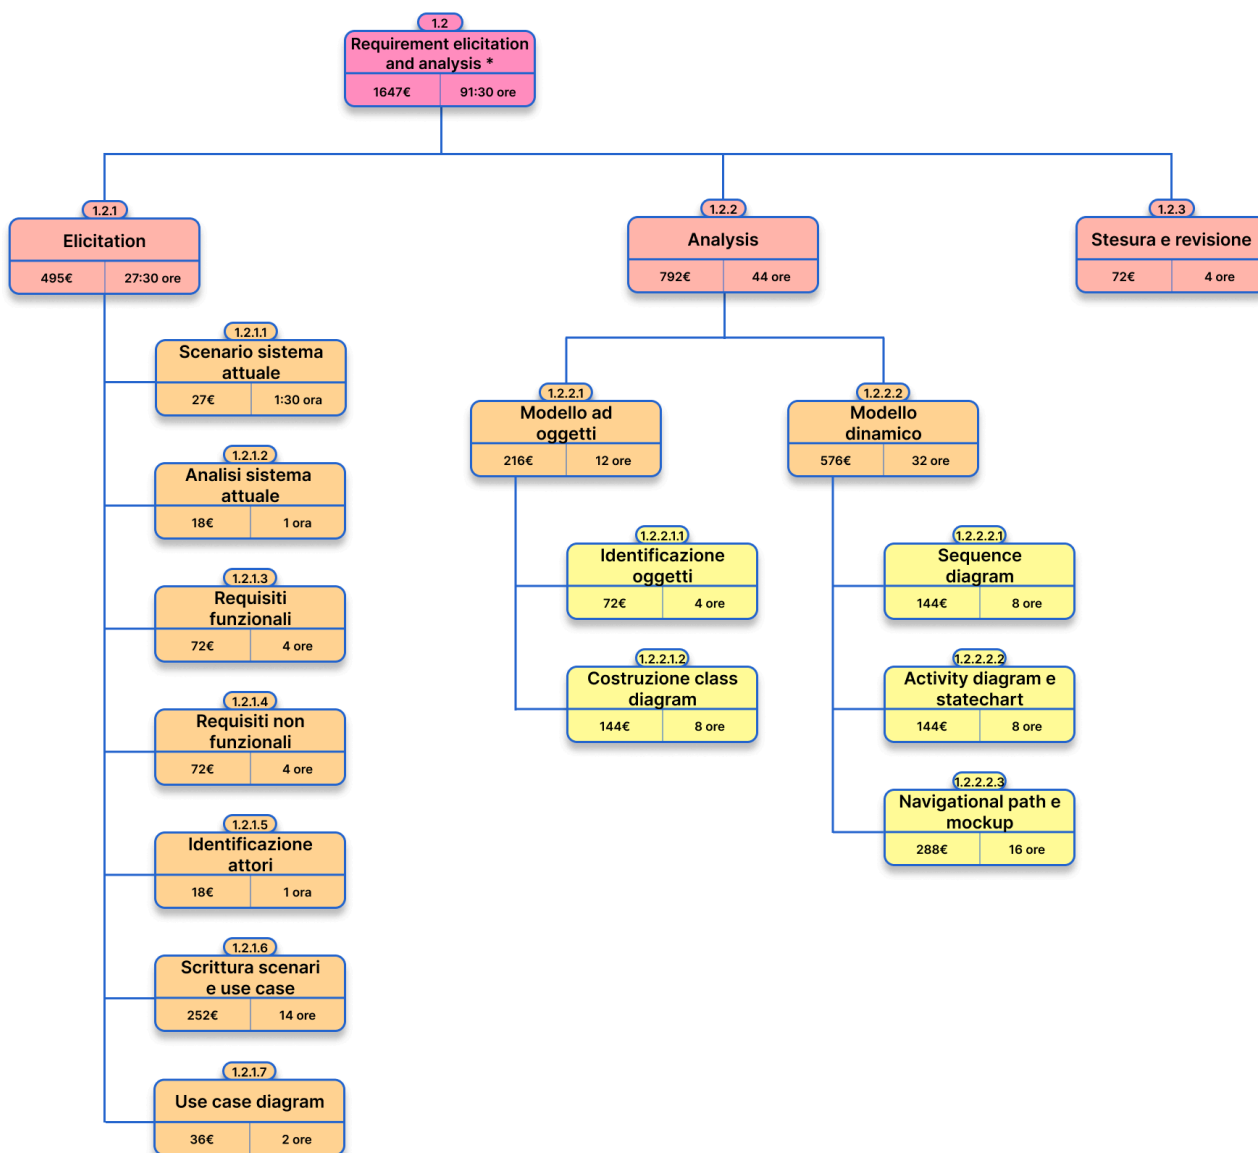 1.2
Requirement elicitation
and analysis *
1647€ 91:30 ore
1.2.1
Elicitation
495€ 27:30 ore
1.2.1.1
Scenario sistema
attuale
27€ 1:30 ora
1.2.1.2
Analisi sistema
attuale
18€ 1 ora
1.2.1.3
Requisiti
funzionali
72€ 4 ore
1.2.1.4
Requisiti non
funzionali
72€ 4 ore
1.2.1.5
Identificazione
attori
18€ 1 ora
1.2.1.6
Scrittura scenari
e use case
252€ 14 ore
1.2.1.7
Use case diagram
36€ 2 ore
1.2.2
Analysis
792€ 44 ore
1.2.2.1
Modello ad
oggetti
216€ 12 ore
1.2.2.1.1
Identificazione
oggetti
72€ 4 ore
1.2.2.1.2
Costruzione class
diagram
144€ 8 ore
1.2.2.2
Modello
dinamico
576€ 32 ore
1.2.2.2.1
Sequence
diagram
144€ 8 ore
1.2.2.2.2
Activity diagram e
statechart
144€ 8 ore
1.2.2.2.3
Navigational path e
mockup
288€ 16 ore
1.2.3
Stesura e revisione
72€ 4 ore